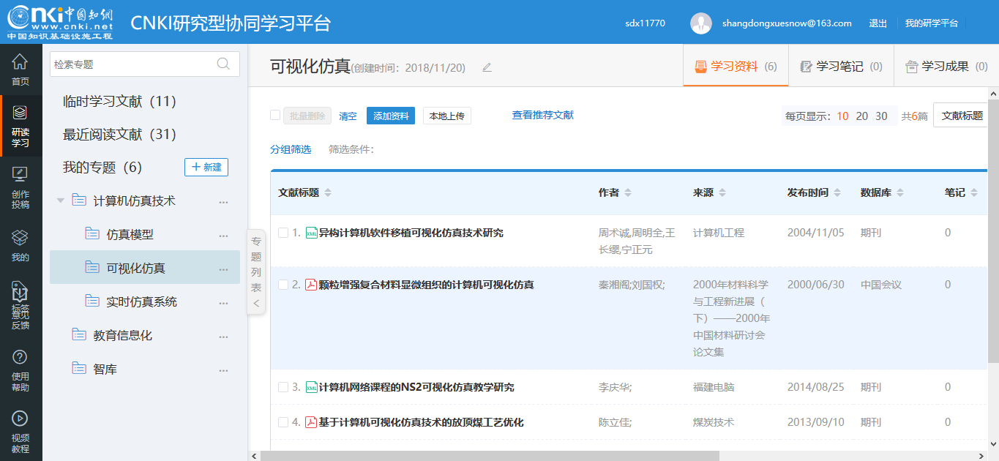 Cnki中国知网
www.cnki.net
中国知识基础设施工程
CNKI研究型协同学习平台
sdx11770
shangdongxuesnow@163.com
退出
我的研学平台
首页
研读
学习
创作
投稿
我的
标签
意见
反馈
使用
帮助
视频
教程
检索专题
临时学习文献（11）
最近阅读文献（31）
我的专题（6）
新建
计算机仿真技术
...
仿真模型
...
可视化仿真
...
实时仿真系统
...
教育信息化
...
智库
...
专
题
列
表
<
可视化仿真(创建时间：2018/11/20)
学习资料 (6)
学习笔记 (0)
学习成果 (0)
批量删除
清空
添加资料
本地上传
查看推荐文献
每页显示：10 20 30
共6篇
文献标题
分组筛选
筛选条件：
文献标题 作者 来源 发布时间 数据库 笔记
1. XML 异构计算机软件移植可视化仿真技术研究
周术诚,周明全,王
长缨,宁正元
计算机工程
2004/11/05
期刊
0
2. 颗粒增强复合材料显微组织的计算机可视化仿真
秦湘阁;刘国权;
2000年材料科学
与工程新进展（
下）——2000年
中国材料研讨会
论文集
2000/06/30
中国会议
0
3. XML 计算机网络课程的NS2可视化仿真教学研究
李庆华;
福建电脑
2014/08/25
期刊
0
4. 基于计算机可视化仿真技术的放顶煤工艺优化
陈立佳;
煤炭技术
2013/09/10
期刊
0